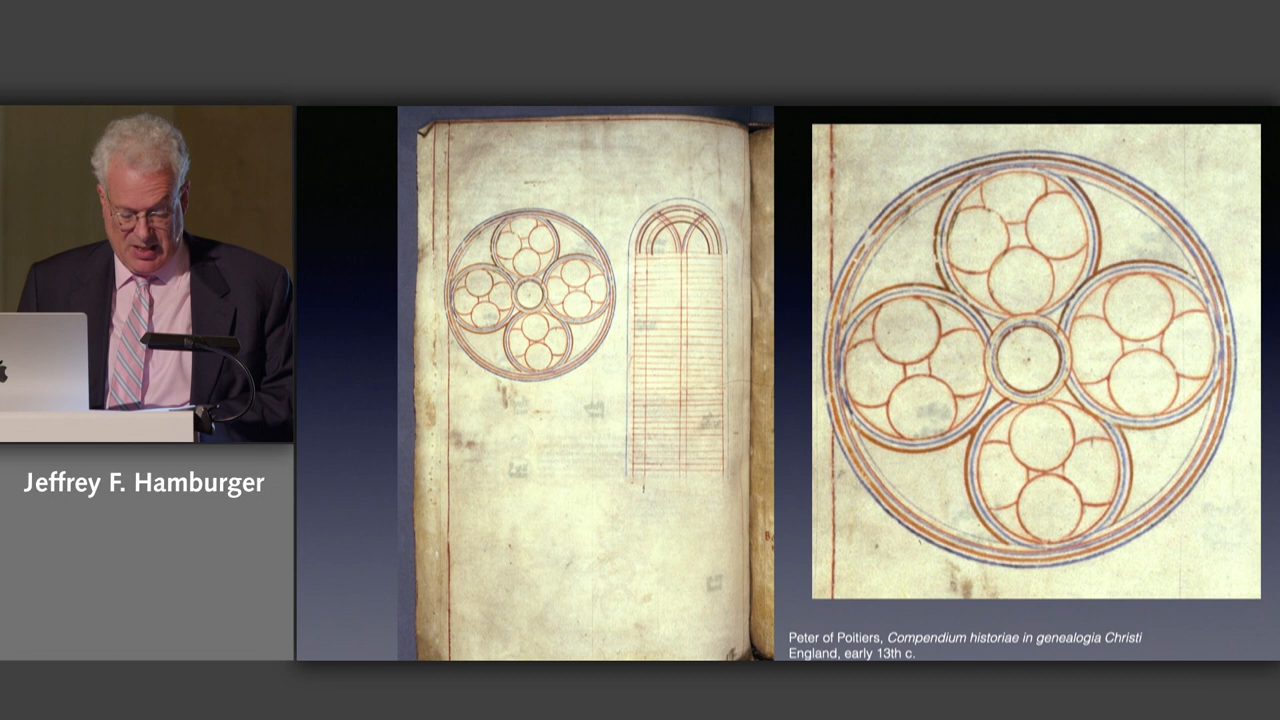 Jeffrey F. Hamburger
Peter of Poitiers, Compendium historiae in genealogia Christi
England, early 13th c.